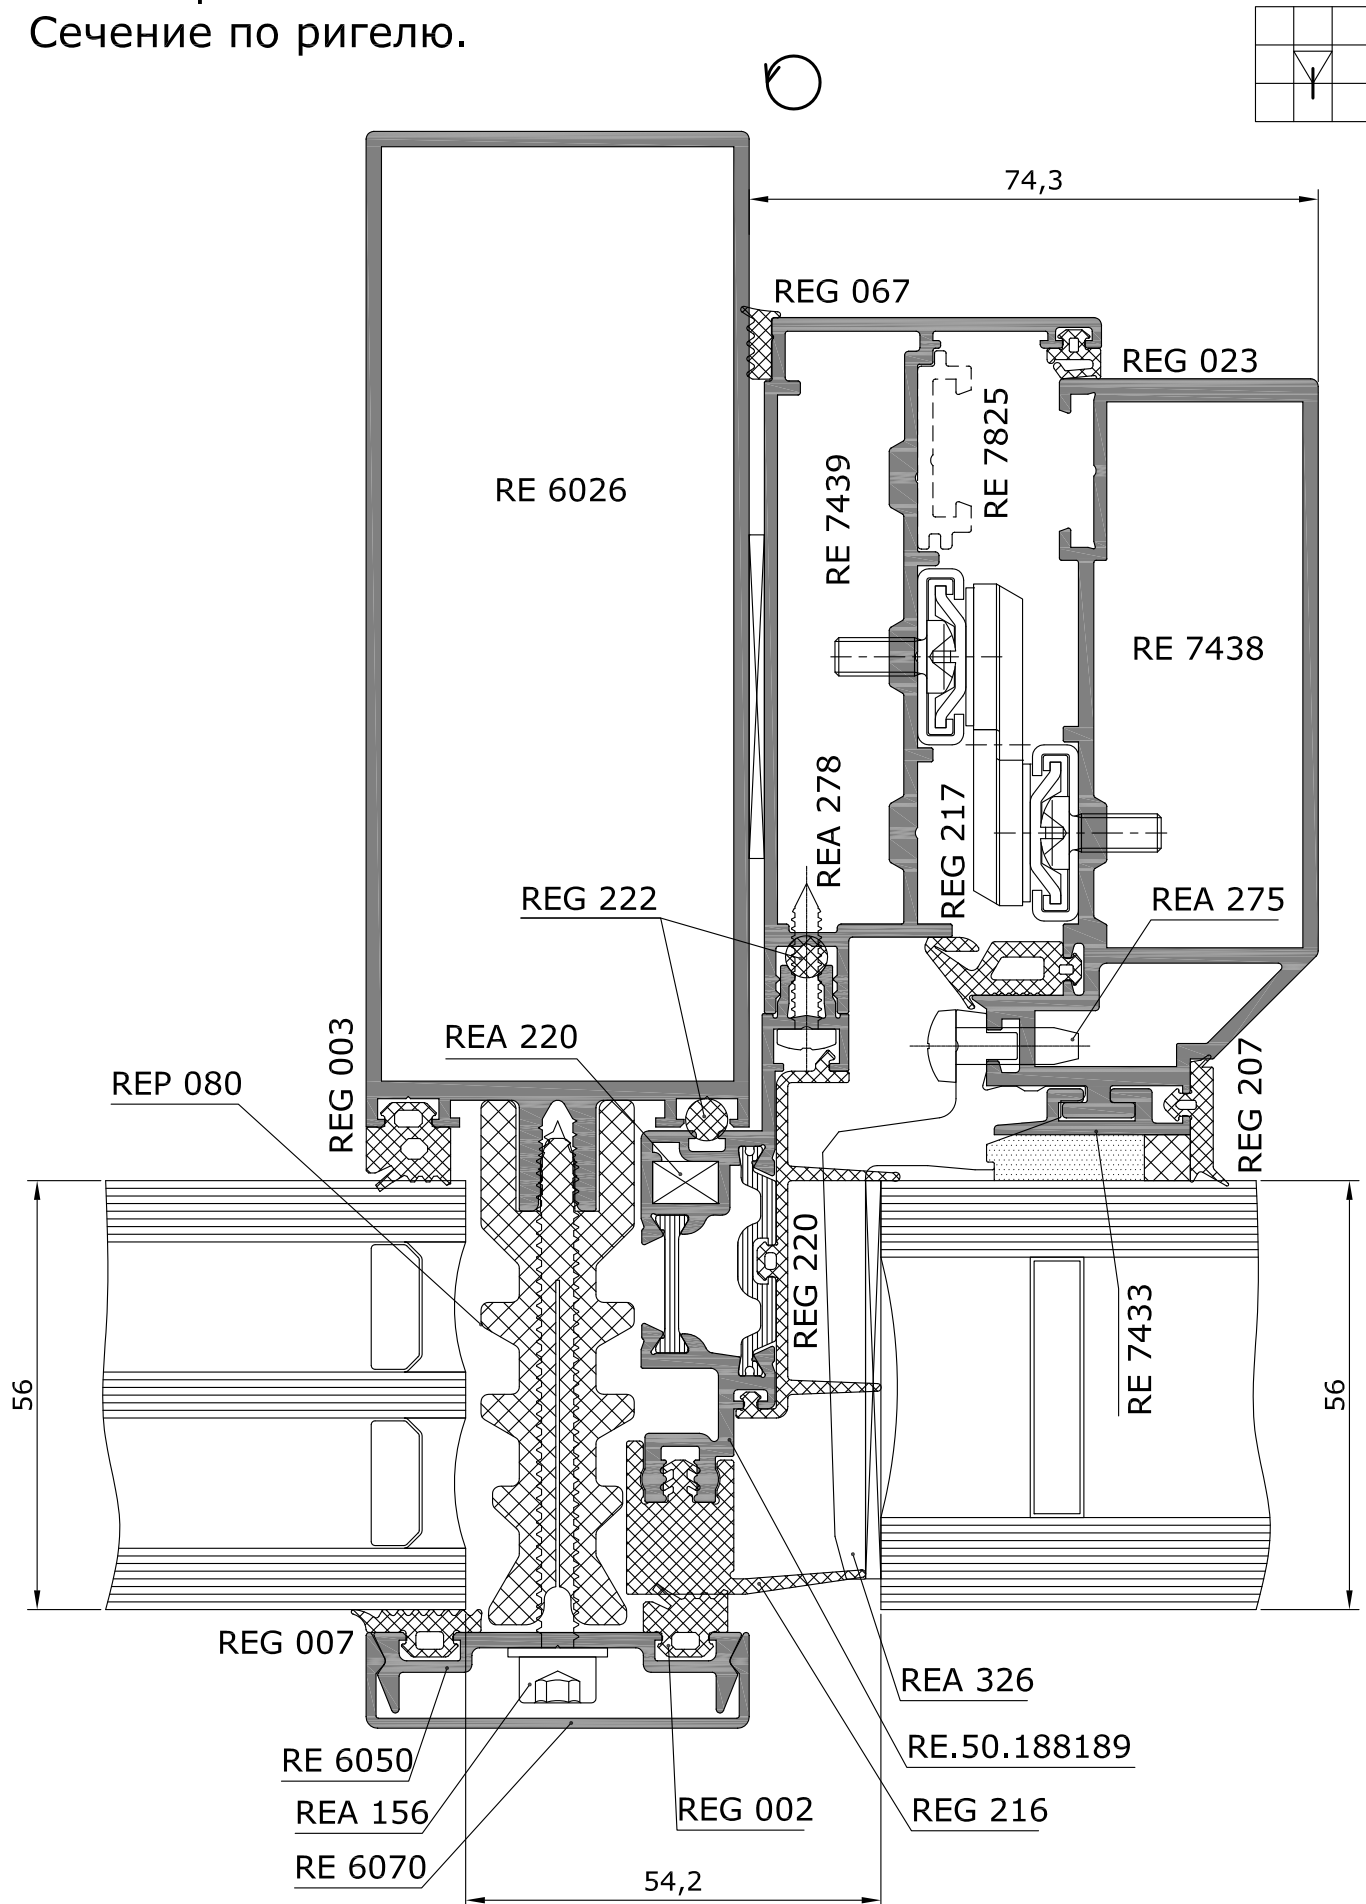 Сечение по ригелю.
74,3
REG 067
REG 023
RE 7825
RE 7439
RE 6026
RE 7438
REA 278
REG 217
REG 222
REA 275
REA 220
REG 003
REP 080
REG 207
REG 220
RE 7433
56
56
REG 007
REA 326
RE.50.188189
RE 6050
REA 156
REG 002
REG 216
RE 6070
54,2